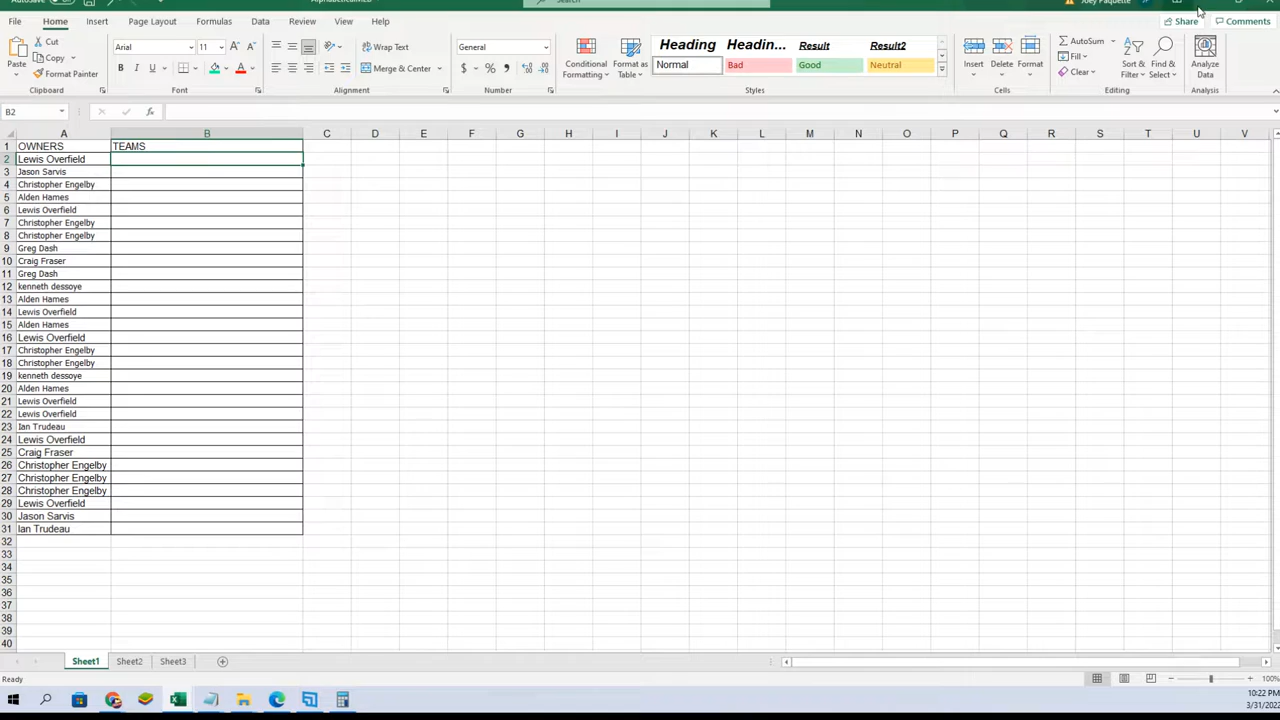 File Home Insert Page Layout Formulas Data Review View Help Share Comments
Paste Cut Copy Format Painter Clipboard
Arial 11 B I U Font
Wrap Text Merge & Center Alignment
General $ % Number
Conditional Formatting Format as Table
Heading Headin... Result Result2
Normal Bad Good Neutral
Styles
Insert Delete Format Cells
AutoSum Fill Clear Sort & Filter Find & Select Editing
Analyze Data Analysis
B2 fx
A B C D E F G H I J K L M N O P Q R S T U V
1 OWNERS TEAMS
2 Lewis Overfield
3 Jason Sarvis
4 Christopher Engelby
5 Alden Hames
6 Lewis Overfield
7 Christopher Engelby
8 Christopher Engelby
9 Greg Dash
10 Craig Fraser
11 Greg Dash
12 kenneth dessoye
13 Alden Hames
14 Lewis Overfield
15 Alden Hames
16 Lewis Overfield
17 Christopher Engelby
18 Christopher Engelby
19 kenneth dessoye
20 Alden Hames
21 Lewis Overfield
22 Lewis Overfield
23 Ian Trudeau
24 Lewis Overfield
25 Craig Fraser
26 Christopher Engelby
27 Christopher Engelby
28 Christopher Engelby
29 Lewis Overfield
30 Jason Sarvis
31 Ian Trudeau
32
33
34
35
36
37
38
39
40
Sheet1 Sheet2 Sheet3
Ready 100%
10:22 PM